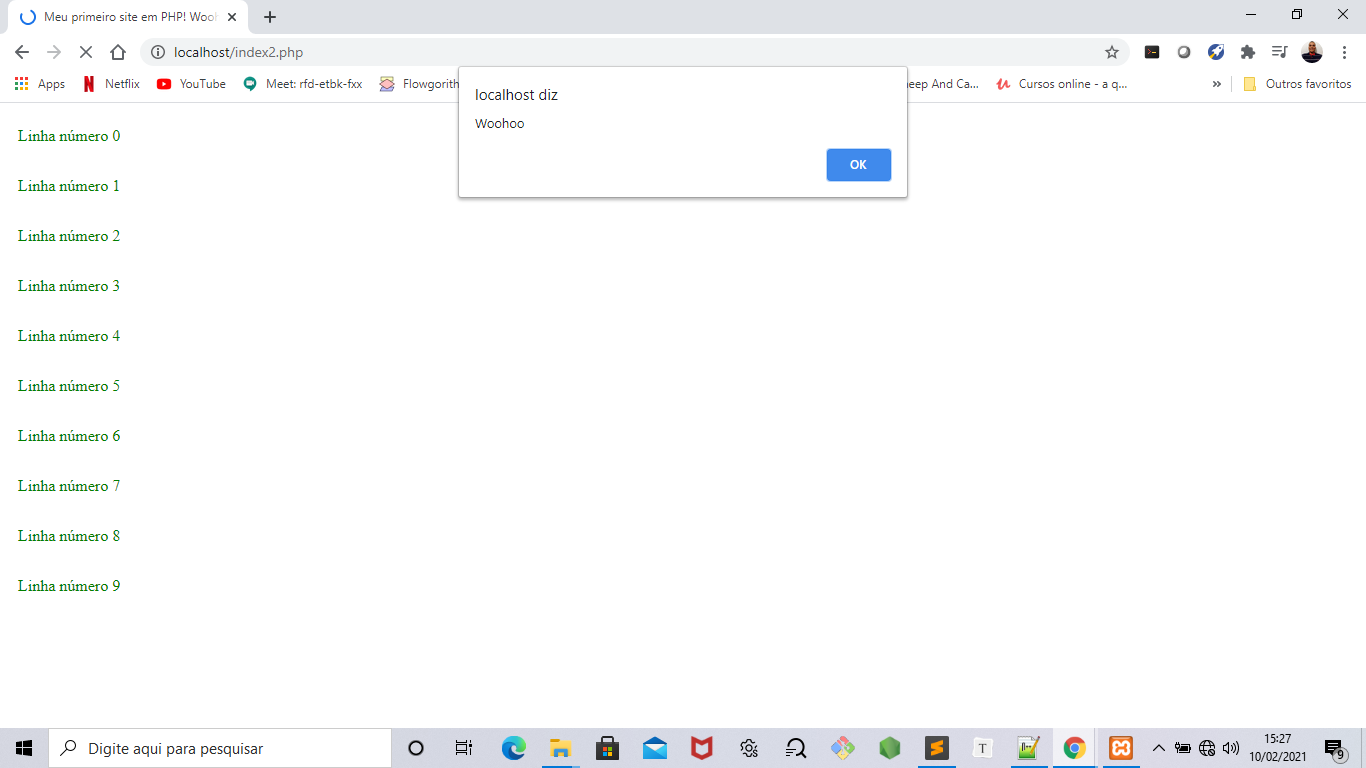 Meu primeiro site em PHP! Wooh
localhost/index2.php
Apps Netflix YouTube Meet: rfd-etbk-fxx Flowgorith eep And Ca... Cursos online - a q... » Outros favoritos
localhost diz
Woohoo
OK
Linha número 0
Linha número 1
Linha número 2
Linha número 3
Linha número 4
Linha número 5
Linha número 6
Linha número 7
Linha número 8
Linha número 9
Digite aqui para pesquisar
T
15:27
10/02/2021
9